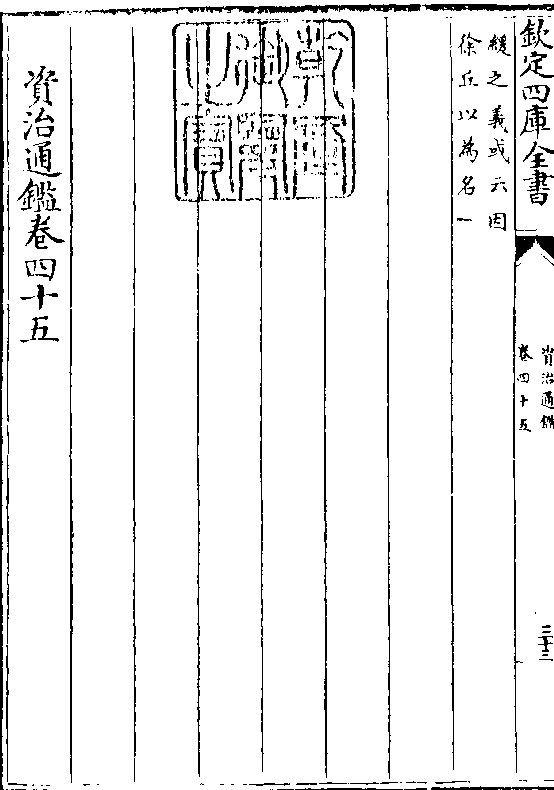 欽定四庫全書
資治通鑑
卷四十五
三十三
緩之義或云因
徐丘以為名一
乾隆
御覽
之寶
資治通鑑卷四十五